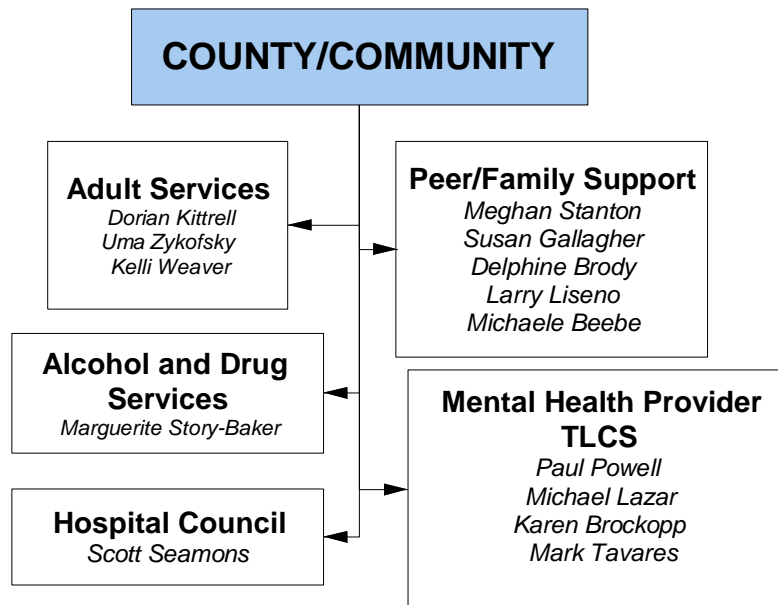 COUNTY/COMMUNITY
Adult Services
Dorian Kittrell
Uma Zykofsky
Kelli Weaver
Peer/Family Support
Meghan Stanton
Susan Gallagher
Delphine Brody
Larry Liseno
Michaele Beebe
Alcohol and Drug
Services
Marguerite Story-Baker
Mental Health Provider
TLCS
Paul Powell
Michael Lazar
Karen Brockopp
Mark Tavares
Hospital Council
Scott Seamons